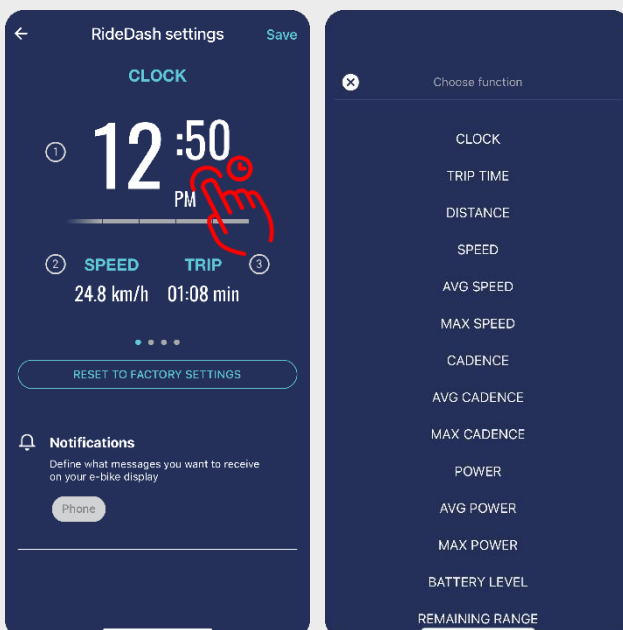 RideDash settings Save
CLOCK
1
12 :50
PM
2 SPEED TRIP 3
24.8 km/h 01:08 min
RESET TO FACTORY SETTINGS
Notifications
Define what messages you want to receive
on your e-bike display
Phone
Choose function
CLOCK
TRIP TIME
DISTANCE
SPEED
AVG SPEED
MAX SPEED
CADENCE
AVG CADENCE
MAX CADENCE
POWER
AVG POWER
MAX POWER
BATTERY LEVEL
REMAINING RANGE